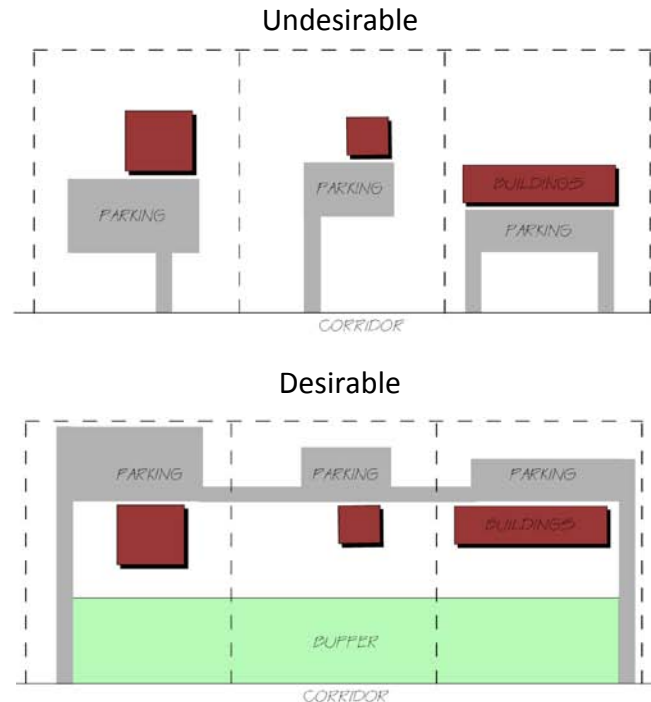 Undesirable
BUILDINGS
PARKING
PARKING
PARKING
CORRIDOR
Desirable
PARKING
PARKING
PARKING
BUILDINGS
BUFFER
CORRIDOR